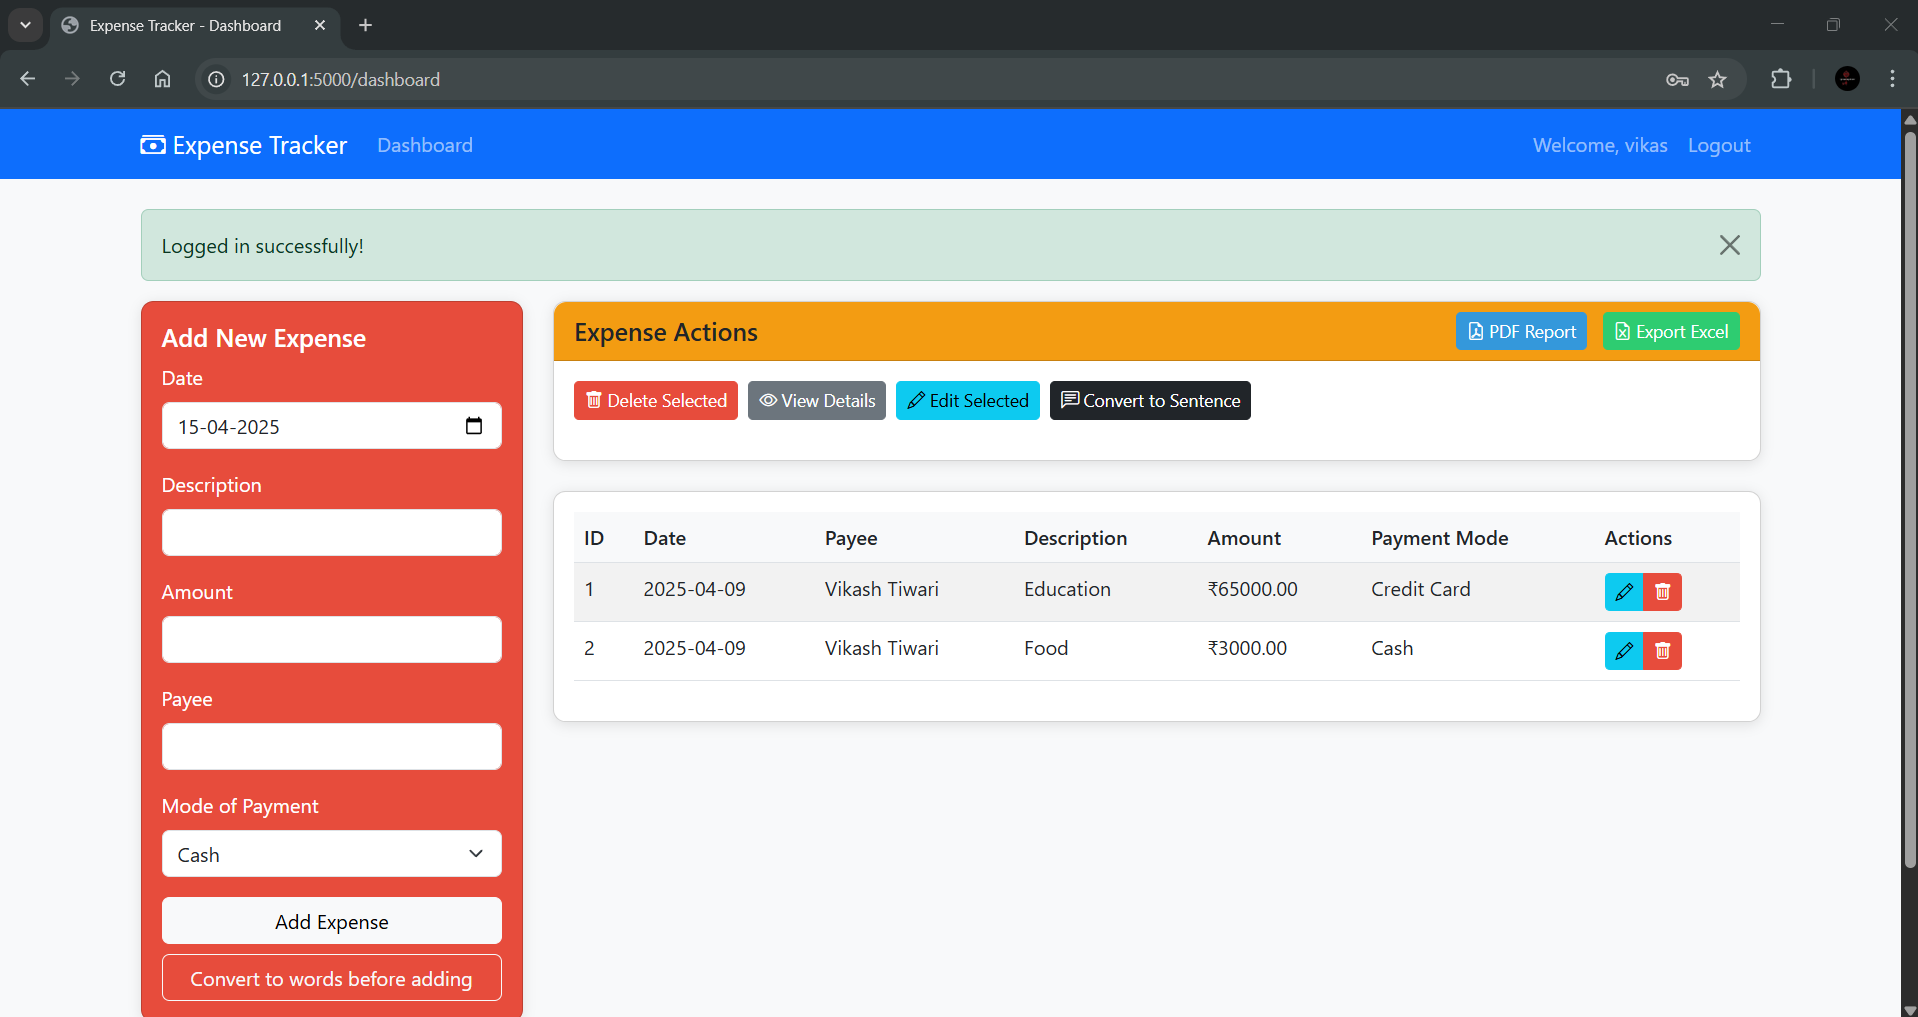 Expense Tracker - Dashboard
127.0.0.1:5000/dashboard
Expense Tracker Dashboard Welcome, vikas Logout
Logged in successfully!
Add New Expense
Date
15-04-2025
Description
Amount
Payee
Mode of Payment
Cash
Add Expense
Convert to words before adding
Expense Actions PDF Report Export Excel
Delete Selected View Details Edit Selected Convert to Sentence
ID Date Payee Description Amount Payment Mode Actions
1 2025-04-09 Vikash Tiwari Education ₹65000.00 Credit Card
2 2025-04-09 Vikash Tiwari Food ₹3000.00 Cash